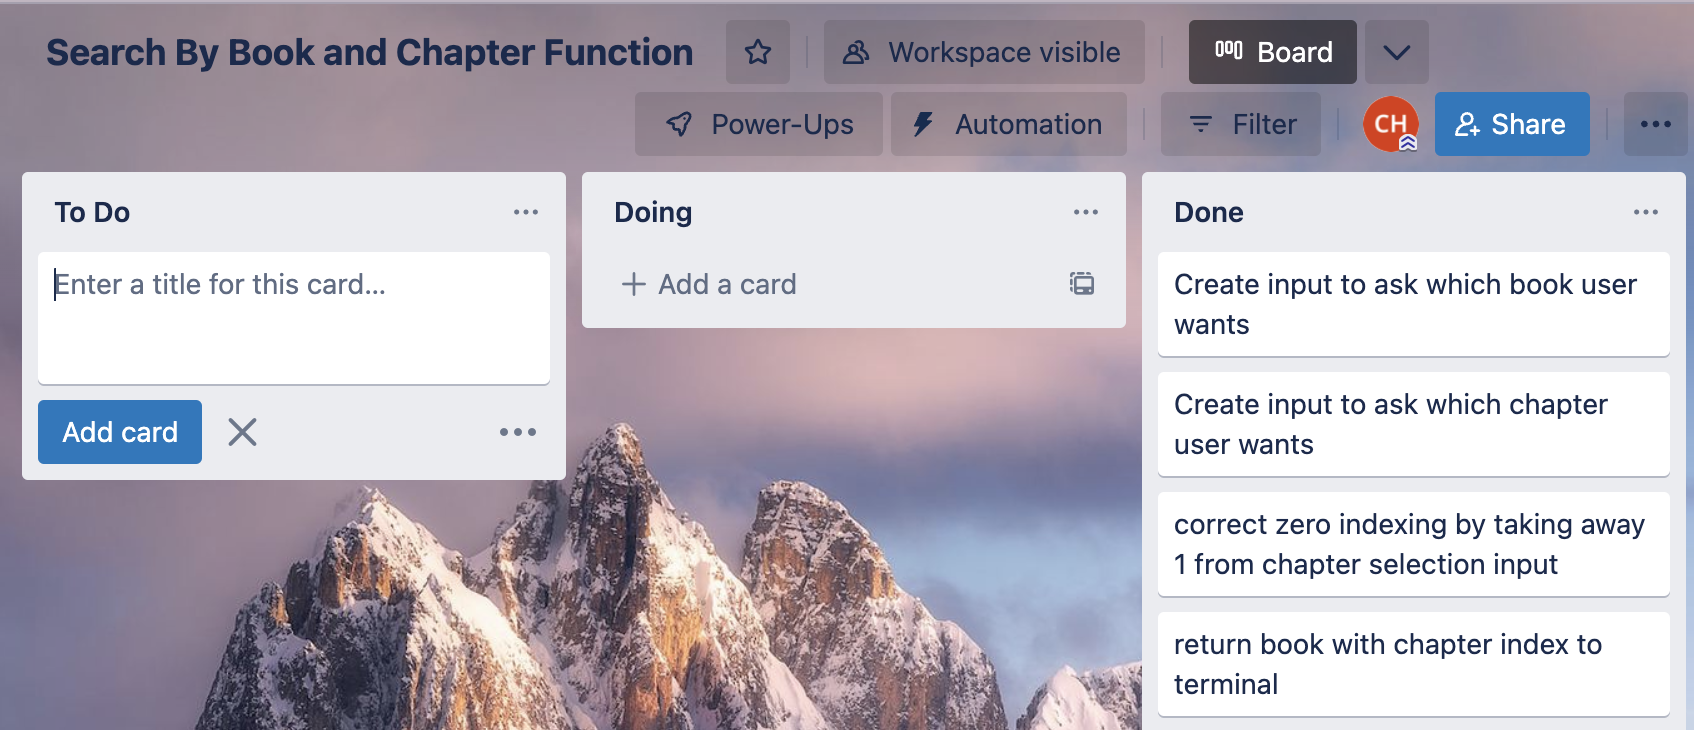 Search By Book and Chapter Function
Workspace visible
Board
Power-Ups
Automation
Filter
CH
Share
To Do
Enter a title for this card...
Add card
Doing
Add a card
Done
Create input to ask which book user
wants
Create input to ask which chapter
user wants
correct zero indexing by taking away
1 from chapter selection input
return book with chapter index to
terminal